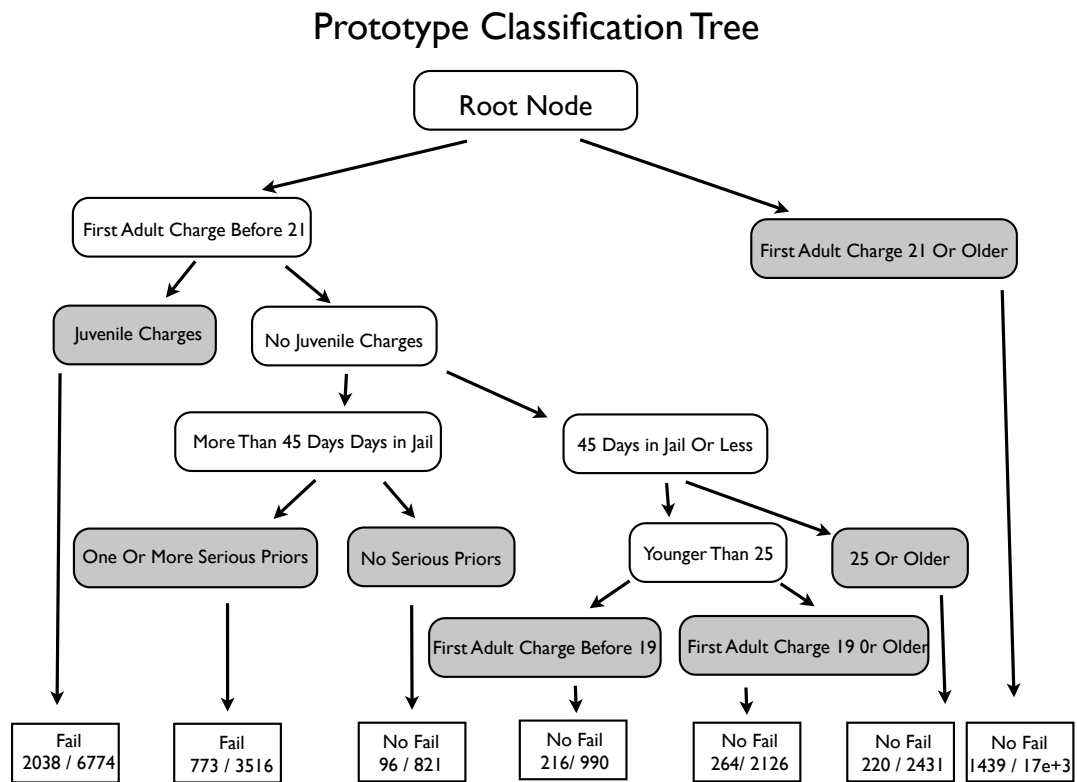 Prototype Classification Tree
Root Node
First Adult Charge Before 21
First Adult Charge 21 Or Older
Juvenile Charges
No Juvenile Charges
More Than 45 Days Days in Jail
45 Days in Jail Or Less
One Or More Serious Priors
No Serious Priors
Younger Than 25
25 Or Older
First Adult Charge Before 19
First Adult Charge 19 0r Older
Fail
2038 / 6774
Fail
773 / 3516
No Fail
96 / 821
No Fail
216/ 990
No Fail
264/ 2126
No Fail
220 / 2431
No Fail
1439 / 17e+3